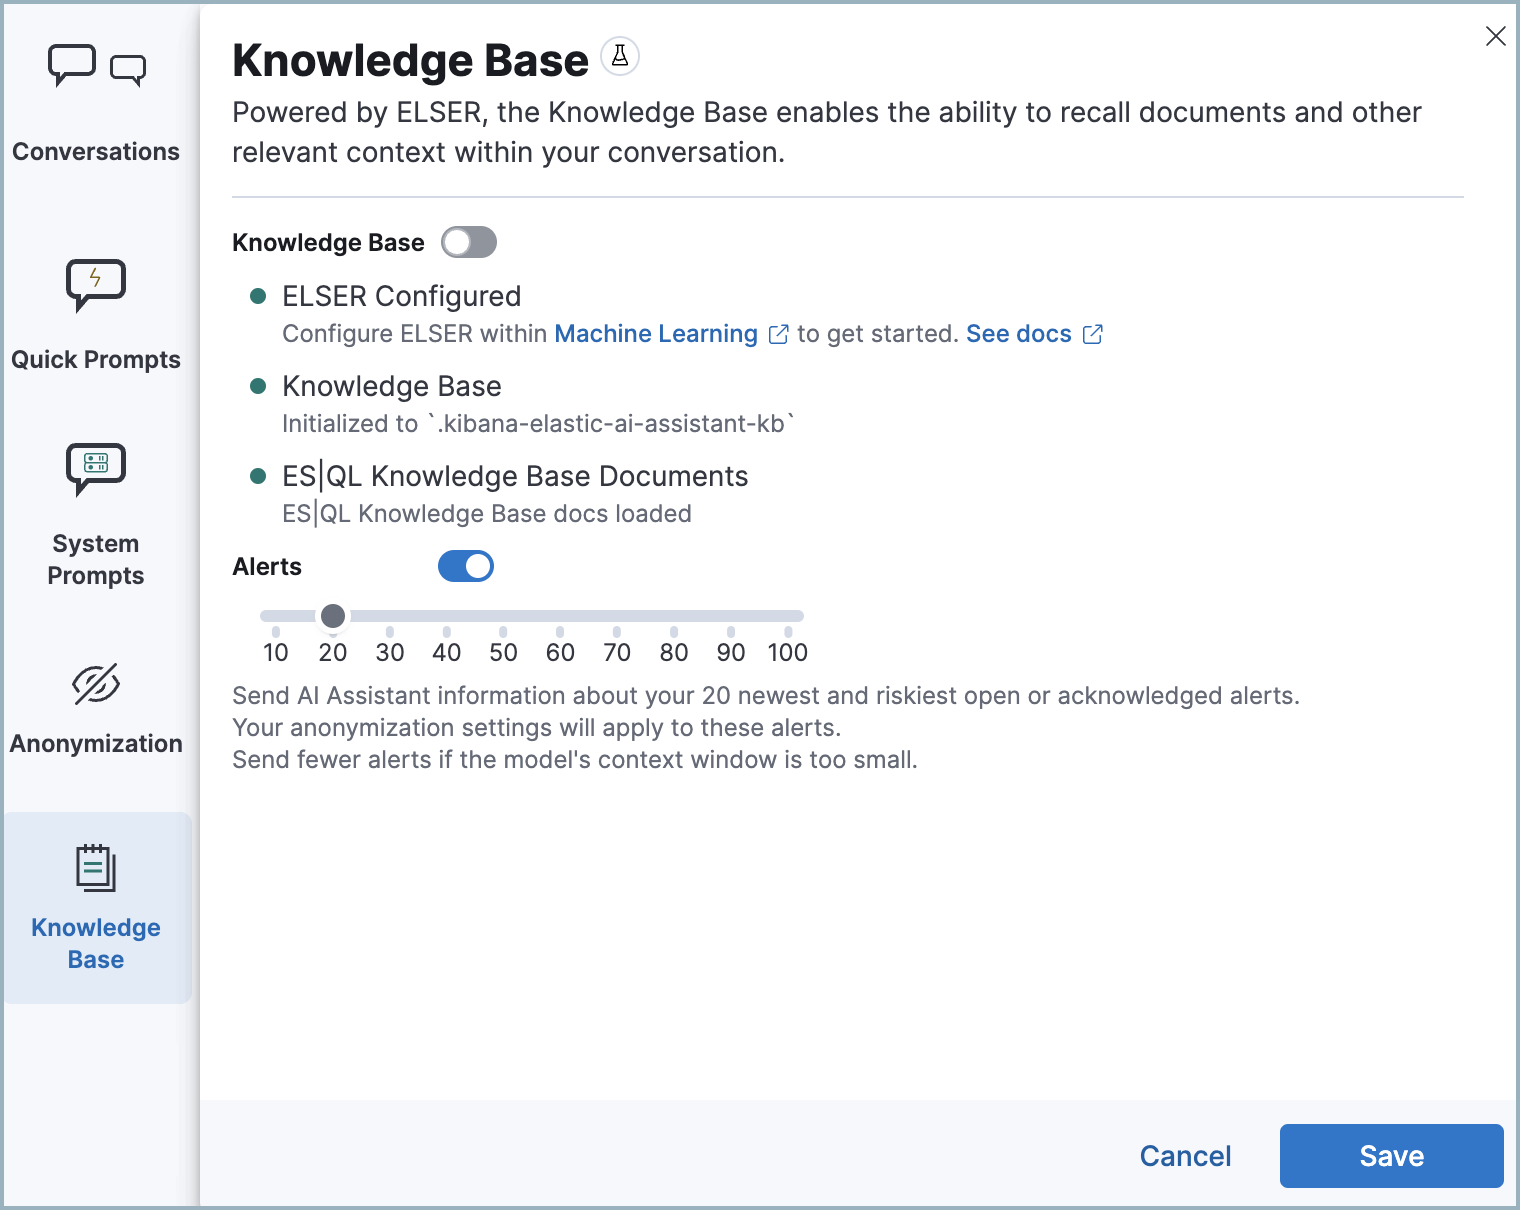 Conversations
Quick Prompts
System
Prompts
Anonymization
Knowledge
Base
Knowledge Base
Powered by ELSER, the Knowledge Base enables the ability to recall documents and other
relevant context within your conversation.
Knowledge Base
ELSER Configured
Configure ELSER within Machine Learning to get started. See docs
Knowledge Base
Initialized to `.kibana-elastic-ai-assistant-kb`
ES|QL Knowledge Base Documents
ES|QL Knowledge Base docs loaded
Alerts
10 20 30 40 50 60 70 80 90 100
Send AI Assistant information about your 20 newest and riskiest open or acknowledged alerts.
Your anonymization settings will apply to these alerts.
Send fewer alerts if the model's context window is too small.
Cancel Save